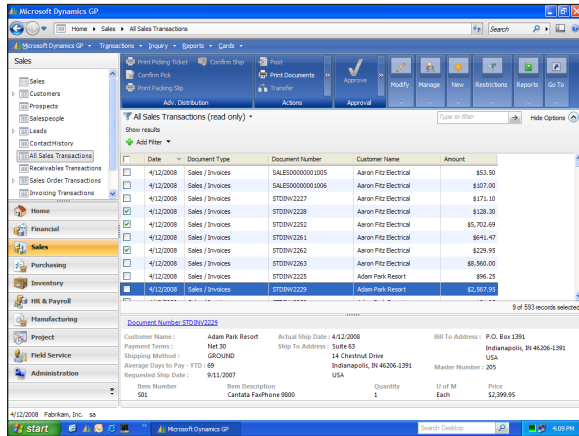 Microsoft Dynamics GP
Home Sales All Sales Transactions
Search
Microsoft Dynamics GP Transactions Inquiry Reports Cards
Sales
Sales
Customers
Prospects
Salespeople
Leads
ContactHistory
All Sales Transactions
Receivables Transactions
Sales Order Transactions
Invoicing Transactions
Home
Financial
Sales
Purchasing
Inventory
HR & Payroll
Manufacturing
Project
Field Service
Administration
Print Picking Ticket Confirm Ship
Confirm Pick
Print Packing Slip
Adv. Distribution
Post
Print Documents
Transfer
Actions
Approve
Approval
Modify Manage New Restrictions Reports Go To
All Sales Transactions (read only)
Type to filter
Hide Options
Show results
Add Filter
Date Document Type Document Number Customer Name Amount
4/12/2008 Sales / Invoices SALES00000001005 Aaron Fitz Electrical $53.50
4/12/2008 Sales / Invoices SALES00000001006 Aaron Fitz Electrical $107.00
4/12/2008 Sales / Invoices STDINV2227 Aaron Fitz Electrical $171.10
4/12/2008 Sales / Invoices STDINV2228 Aaron Fitz Electrical $128.30
4/12/2008 Sales / Invoices STDINV2252 Aaron Fitz Electrical $5,702.69
4/12/2008 Sales / Invoices STDINV2261 Aaron Fitz Electrical $641.47
4/12/2008 Sales / Invoices STDINV2262 Aaron Fitz Electrical $229.95
4/12/2008 Sales / Invoices STDINV2263 Aaron Fitz Electrical $8,560.00
4/12/2008 Sales / Invoices STDINV2225 Adam Park Resort $96.25
4/12/2008 Sales / Invoices STDINV2229 Adam Park Resort $2,567.95
9 of 593 records selected
Document Number STDINV2229
Customer Name : Adam Park Resort Actual Ship Date : 4/12/2008 Bill To Address : P.O. Box 1391
Payment Terms : Net 30 Ship To Address : Suite 63 Indianapolis, IN 46206-1391
Shipping Method : GROUND 14 Chestnut Drive USA
Average Days to Pay - YTD : 69 Indianapolis, IN 46206-1391 Master Number : 205
Requested Ship Date : 9/11/2007 USA
Item Number Item Description Quantity U of M Price
S01 Cantata FaxPhone 9800 1 Each $2,399.95
4/12/2008 Fabrikam, Inc. sa
start
Microsoft Dynamics GP
Search Desktop
4:09 PM